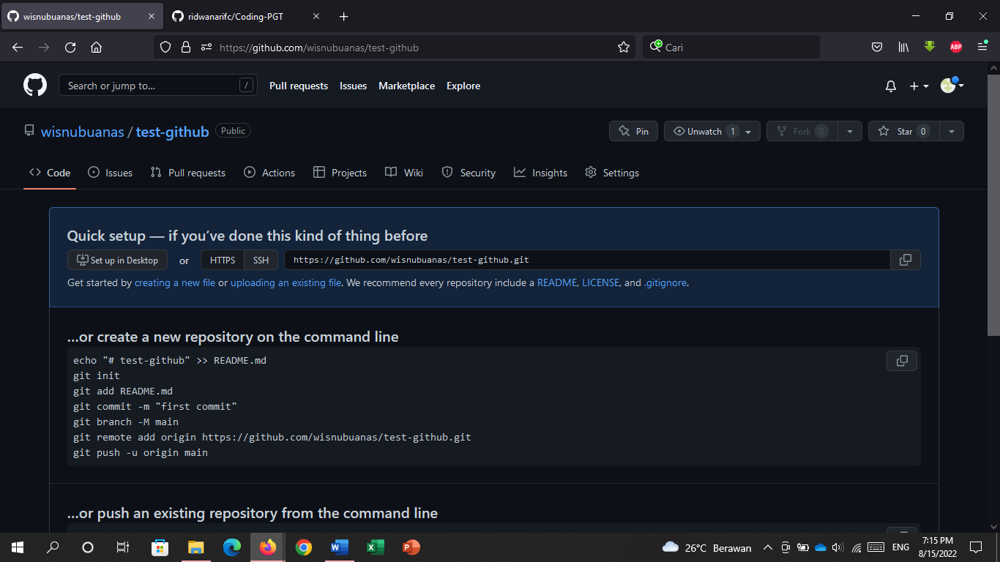 wisnubuanas/test-github
ridwanarifc/Coding-PGT
https://github.com/wisnubuanas/test-github
Cari
ABP
Search or jump to... /
Pull requests Issues Marketplace Explore
wisnubuanas / test-github Public
Pin Unwatch 1 Fork 0 Star 0
Code Issues Pull requests Actions Projects Wiki Security Insights Settings
Quick setup — if you've done this kind of thing before
Set up in Desktop or HTTPS SSH https://github.com/wisnubuanas/test-github.git
Get started by creating a new file or uploading an existing file. We recommend every repository include a README, LICENSE, and .gitignore.
…or create a new repository on the command line
echo "# test-github" >> README.md
git init
git add README.md
git commit -m "first commit"
git branch -M main
git remote add origin https://github.com/wisnubuanas/test-github.git
git push -u origin main
…or push an existing repository from the command line
26°C Berawan ENG 7:15 PM
8/15/2022